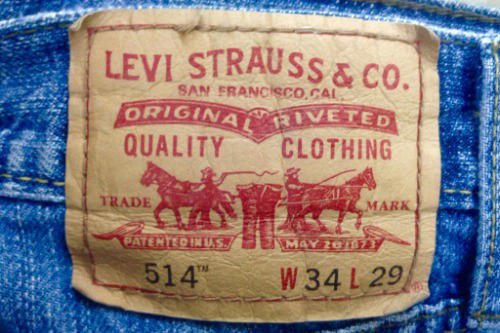 LEVI STRAUSS & CO.
SAN FRANCISCO, CAL.
ORIGINAL RIVETED
QUALITY CLOTHING
TRADE MARK
PATENTED IN U.S. MAY 20 1873
514™ W 34 L 29 ®